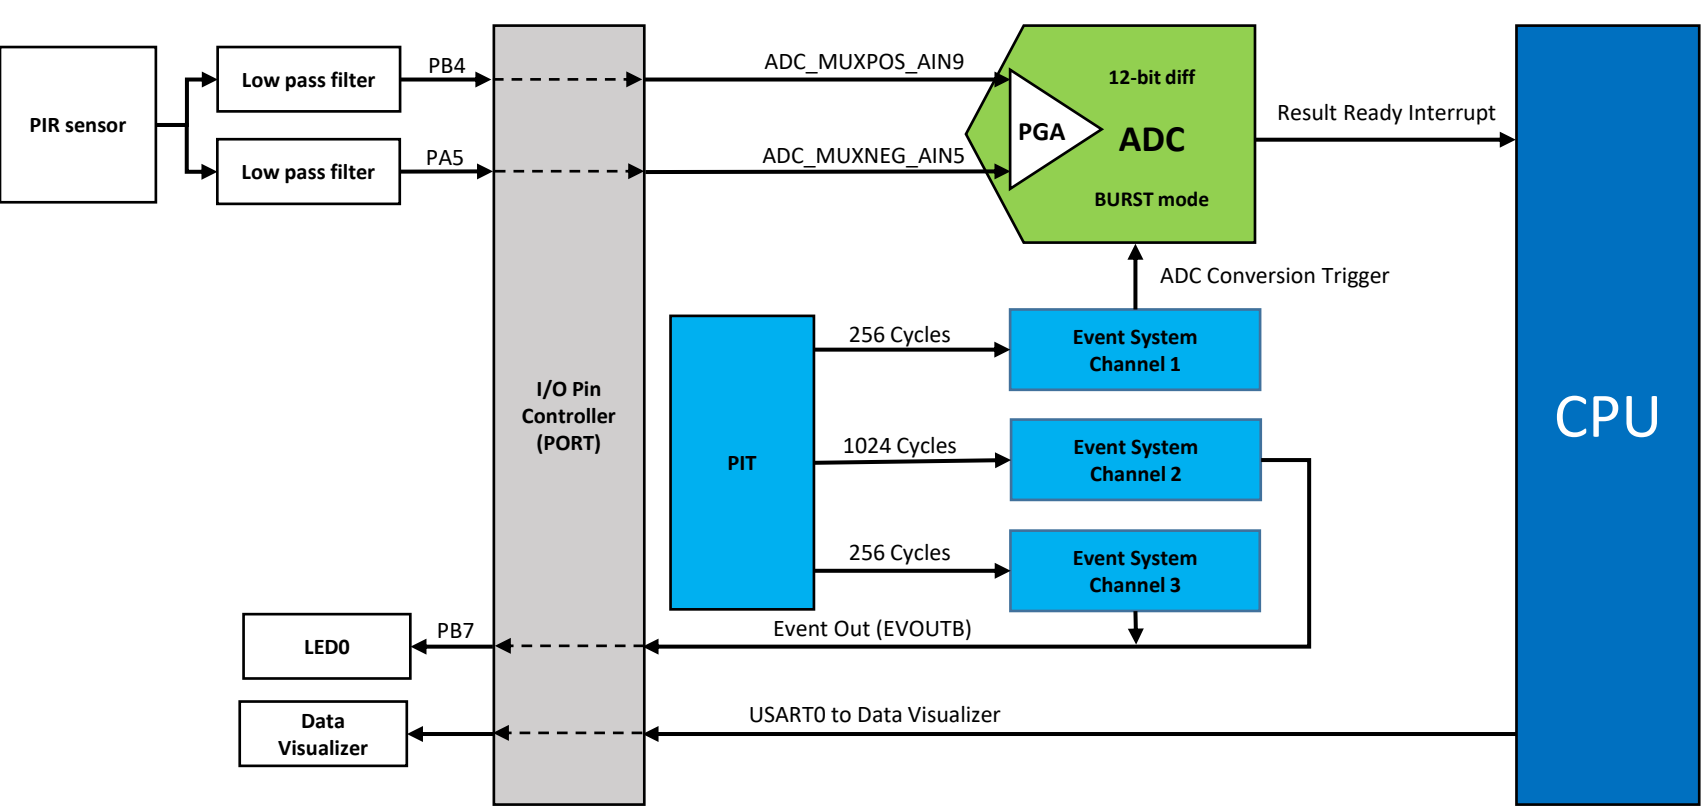 PIR sensor
Low pass filter
Low pass filter
PB4
PA5
I/O Pin
Controller
(PORT)
ADC_MUXPOS_AIN9
ADC_MUXNEG_AIN5
12-bit diff
PGA
ADC
BURST mode
Result Ready Interrupt
ADC Conversion Trigger
CPU
PIT
256 Cycles
Event System
Channel 1
1024 Cycles
Event System
Channel 2
256 Cycles
Event System
Channel 3
Event Out (EVOUTB)
PB7
LED0
USART0 to Data Visualizer
Data
Visualizer